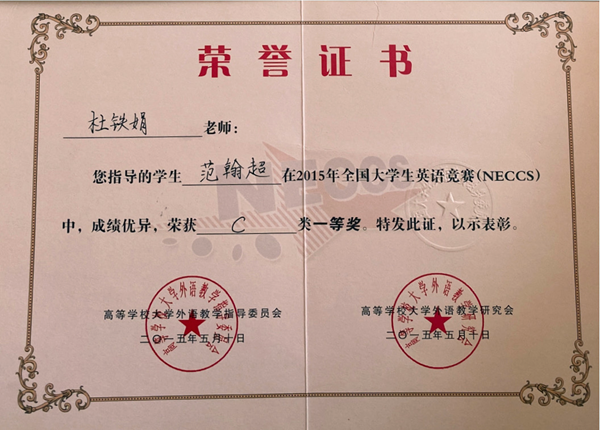 荣誉证书
杜铁娟 老师：
您指导的学生 范翰超 在2015年全国大学生英语竞赛(NECCS)
中，成绩优异，荣获 C 类一等奖。特发此证，以示表彰。
NECCS
高等学校大学外语教学指导委员会
二〇一五年五月十日
高等学校大学外语教学研究会
二〇一五年五月十日